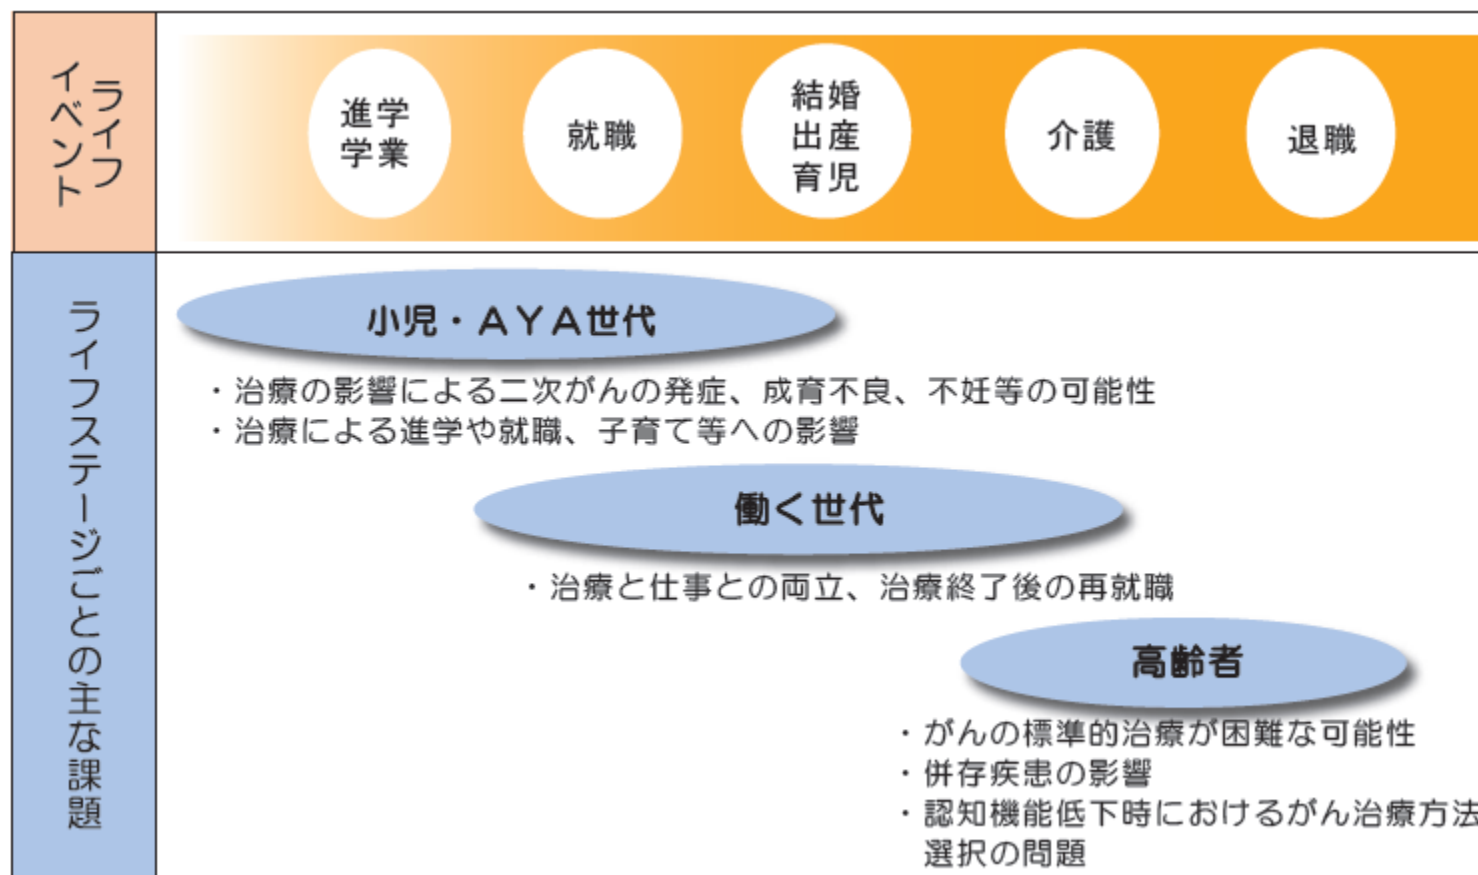 ライフ
イベント
進学
学業
就職
結婚
出産
育児
介護
退職
ライフステージごとの主な課題
小児・AYA世代
・治療の影響による二次がんの発症、成育不良、不妊等の可能性
・治療による進学や就職、子育て等への影響
働く世代
・治療と仕事との両立、治療終了後の再就職
高齢者
・がんの標準的治療が困難な可能性
・併存疾患の影響
・認知機能低下時におけるがん治療方法
選択の問題